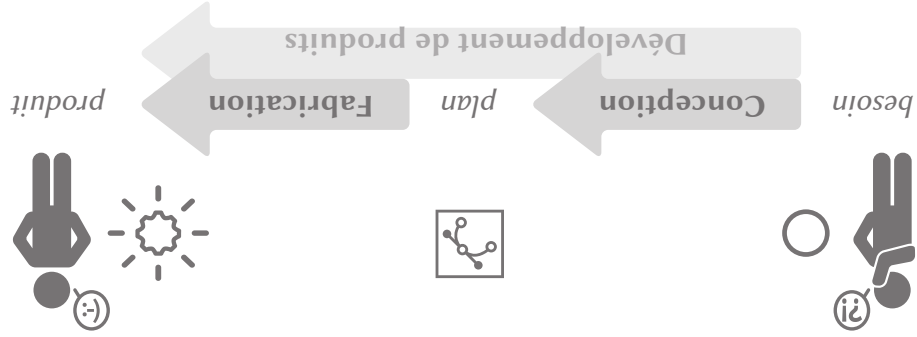 ?!
:-)
besoin Conception plan Fabrication produit
Développement de produits